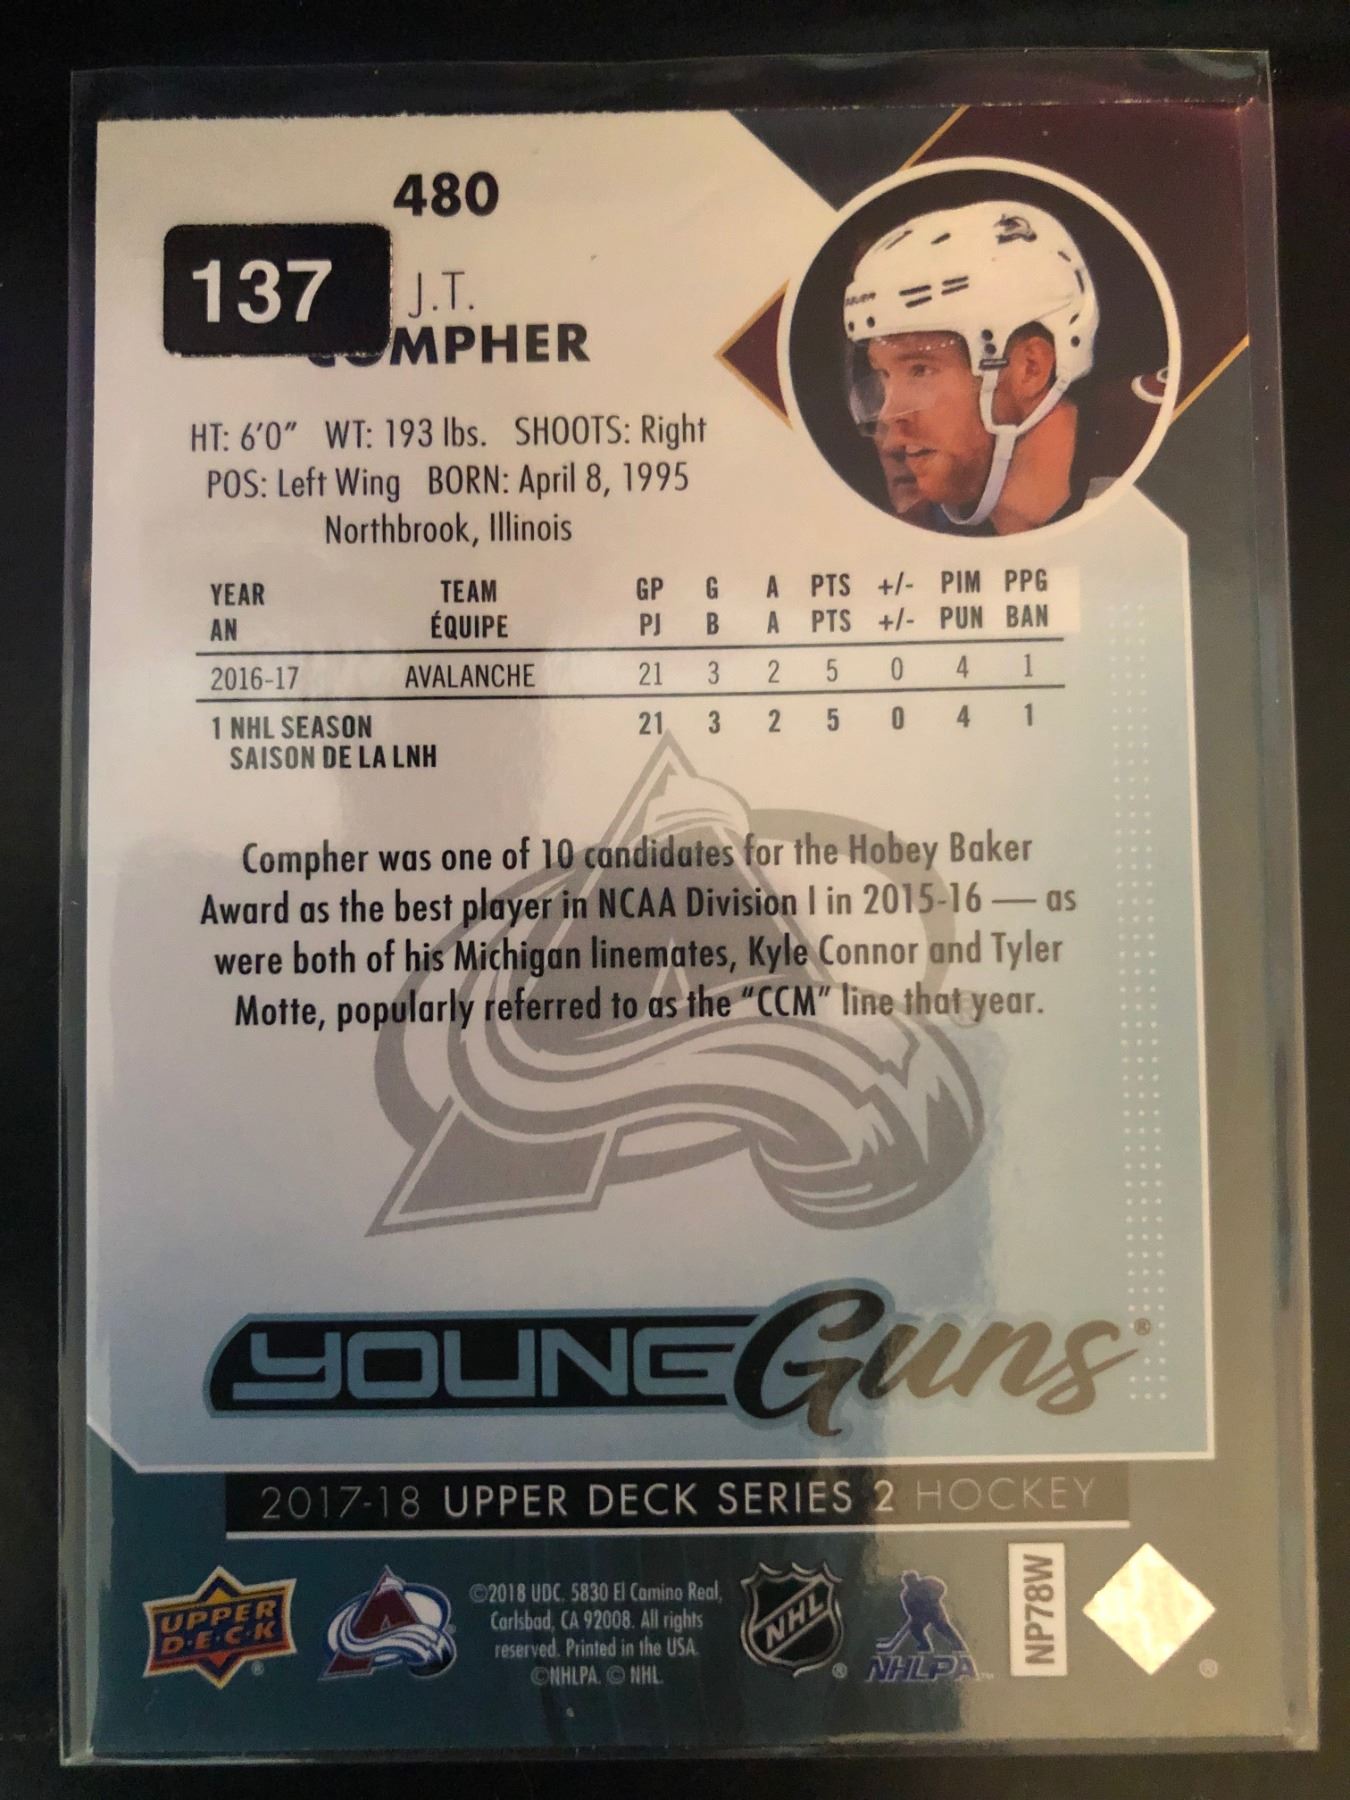 480
137
J.T.
COMPHER
HT: 6'0" WT: 193 lbs. SHOOTS: Right
POS: Left Wing BORN: April 8, 1995
Northbrook, Illinois
YEAR TEAM GP G A PTS +/- PIM PPG
AN ÉQUIPE PJ B A PTS +/- PUN BAN
2016-17 AVALANCHE 21 3 2 5 0 4 1
1 NHL SEASON 21 3 2 5 0 4 1
SAISON DE LA LNH
Compher was one of 10 candidates for the Hobey Baker
Award as the best player in NCAA Division I in 2015-16 — as
were both of his Michigan linemates, Kyle Connor and Tyler
Motte, popularly referred to as the “CCM” line that year.
YOUNG Guns®
2017-18 UPPER DECK SERIES 2 HOCKEY
UPPER
D·E·C·K ®
©2018 UDC. 5830 El Camino Real,
Carlsbad, CA 92008. All rights
reserved. Printed in the USA.
©NHLPA. © NHL.
NHL ®
NHLPA™
NP78W
®